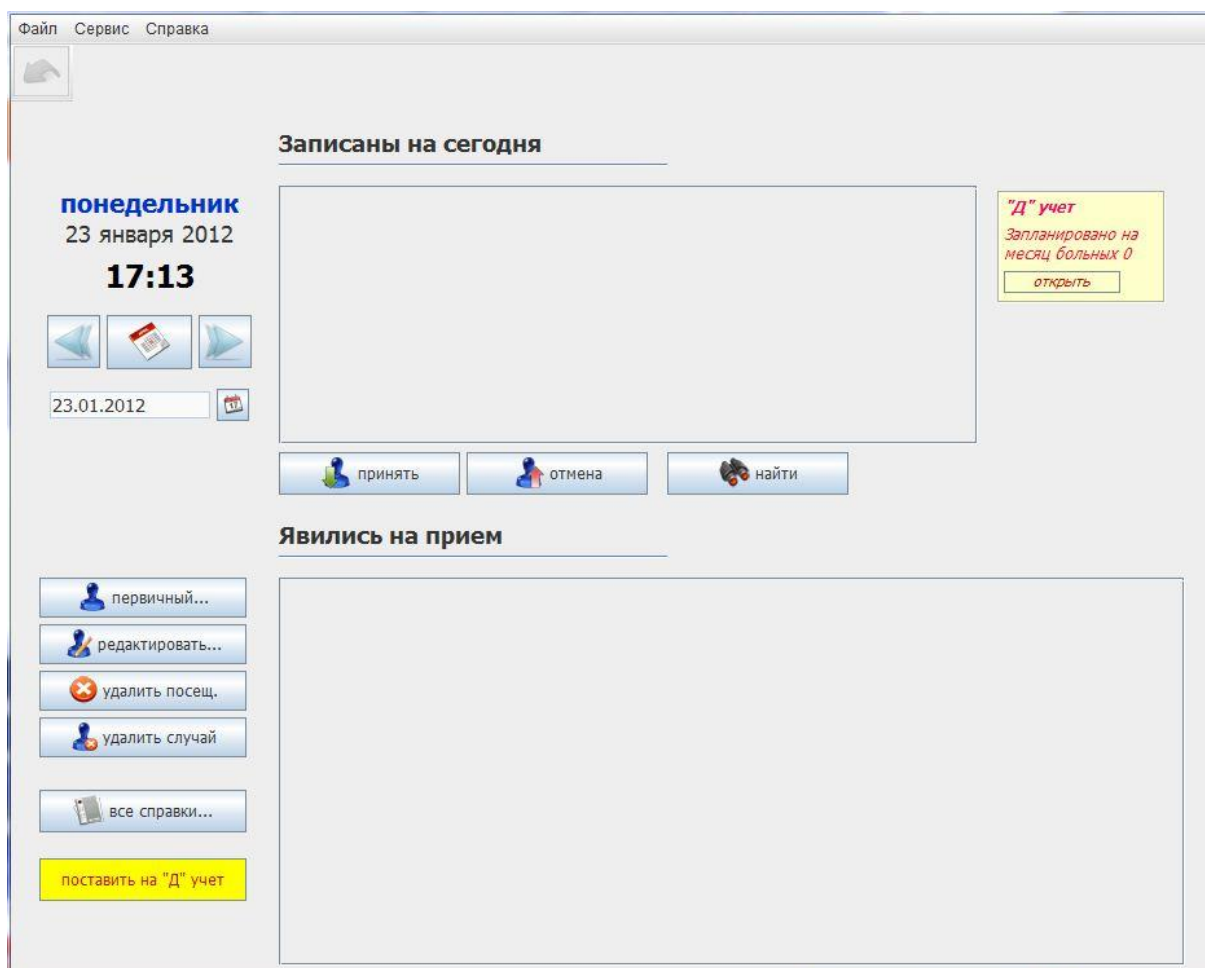 Файл Сервис Справка
Записаны на сегодня
понедельник
23 января 2012
17:13
23.01.2012
"Д" учет
Запланировано на
месяц больных 0
открыть
принять отмена найти
Явились на прием
первичный...
редактировать...
удалить посещ.
удалить случай
все справки...
поставить на "Д" учет